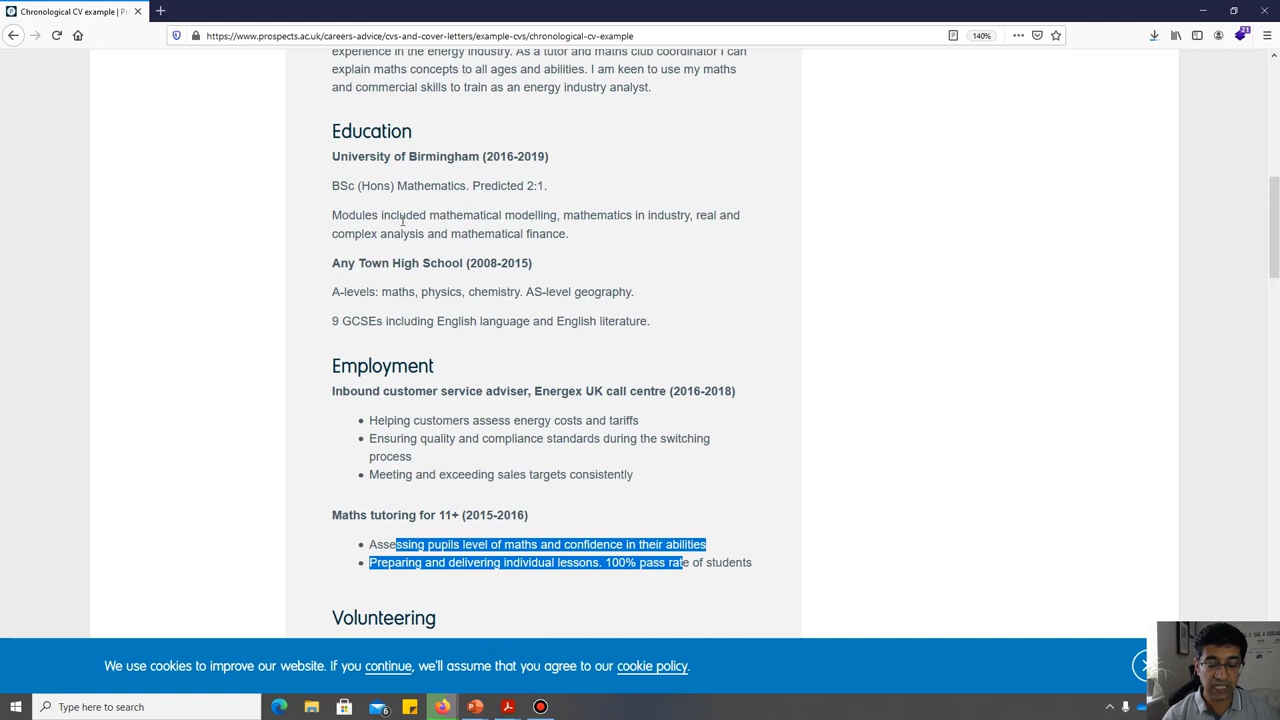 Chronological CV example | Pr
https://www.prospects.ac.uk/careers-advice/cvs-and-cover-letters/example-cvs/chronological-cv-example
140%
21
experience in the energy industry. As a tutor and maths club coordinator I can
explain maths concepts to all ages and abilities. I am keen to use my maths
and commercial skills to train as an energy industry analyst.
Education
University of Birmingham (2016-2019)
BSc (Hons) Mathematics. Predicted 2:1.
Modules included mathematical modelling, mathematics in industry, real and
complex analysis and mathematical finance.
Any Town High School (2008-2015)
A-levels: maths, physics, chemistry. AS-level geography.
9 GCSEs including English language and English literature.
Employment
Inbound customer service adviser, Energex UK call centre (2016-2018)
Helping customers assess energy costs and tariffs
Ensuring quality and compliance standards during the switching
process
Meeting and exceeding sales targets consistently
Maths tutoring for 11+ (2015-2016)
Assessing pupils level of maths and confidence in their abilities
Preparing and delivering individual lessons. 100% pass rate of students
Volunteering
We use cookies to improve our website. If you continue, we'll assume that you agree to our cookie policy.
Type here to search
6